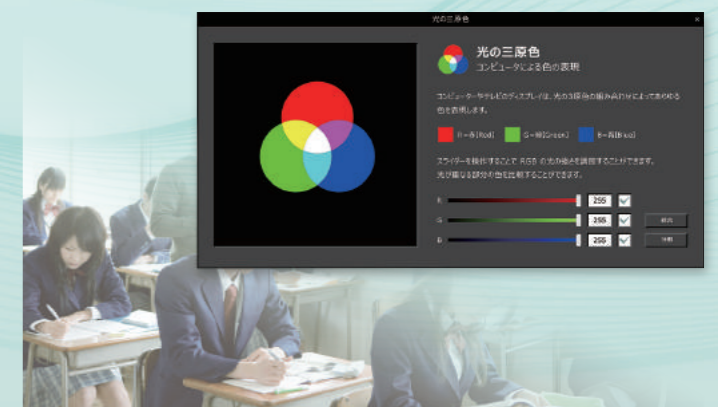 光の三原色
×
光の三原色
コンピュータによる色の表現
コンピューターやテレビのディスプレイは、光の3原色の組み合わせによってあらゆる
色を表現します。
R=赤[Red]
G=緑[Green]
B=青[Blue]
スライダーを操作することで RGB の光の強さを調節することができます。
光が重なる部分の色を比較することができます。
R 255
G 255
B 255